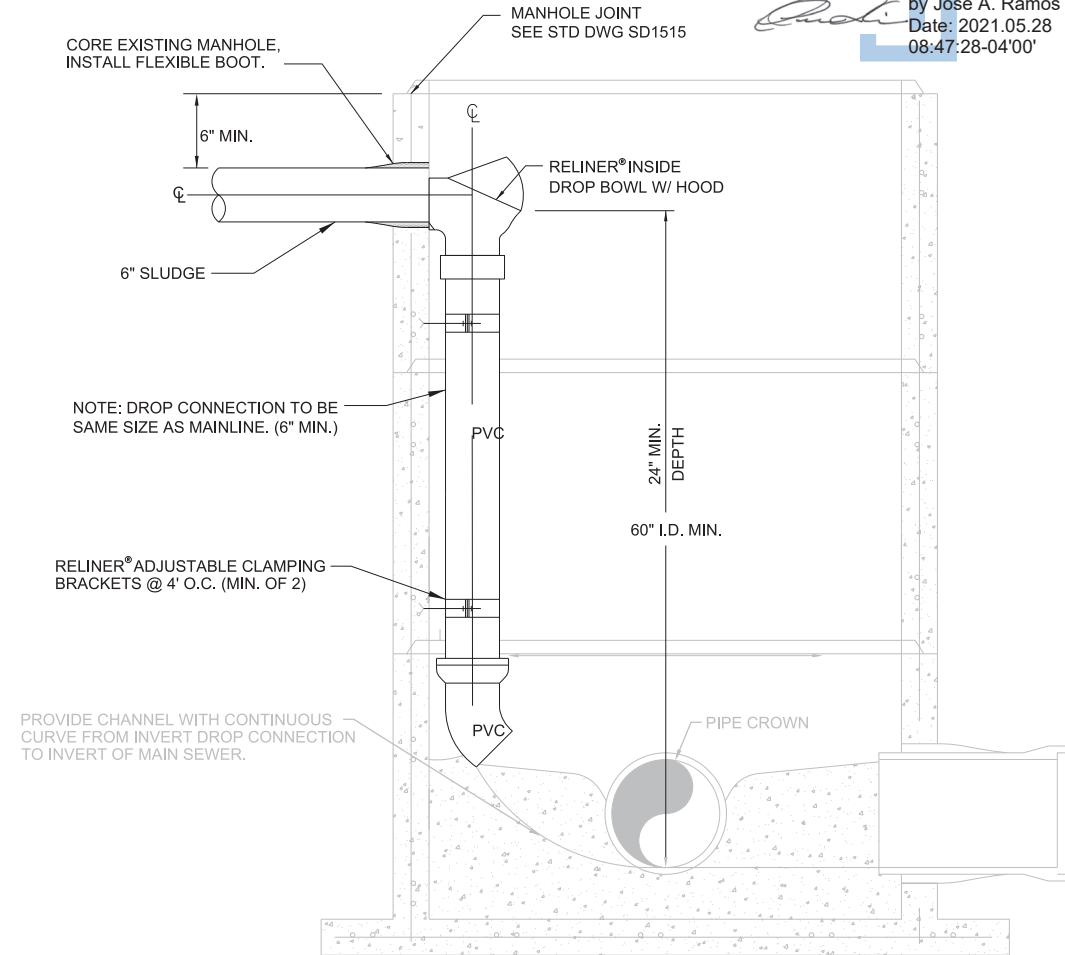 MANHOLE JOINT
SEE STD DWG SD1515
by Jose A. Ramos
Date: 2021.05.28
08:47:28-04'00'
CORE EXISTING MANHOLE,
INSTALL FLEXIBLE BOOT.
6" MIN.
℄
℄
RELINER® INSIDE
DROP BOWL W/ HOOD
6" SLUDGE
NOTE: DROP CONNECTION TO BE
SAME SIZE AS MAINLINE. (6" MIN.)
PVC
24" MIN.
DEPTH
60" I.D. MIN.
RELINER® ADJUSTABLE CLAMPING
BRACKETS @ 4' O.C. (MIN. OF 2)
PROVIDE CHANNEL WITH CONTINUOUS
CURVE FROM INVERT DROP CONNECTION
TO INVERT OF MAIN SEWER.
PVC
PIPE CROWN